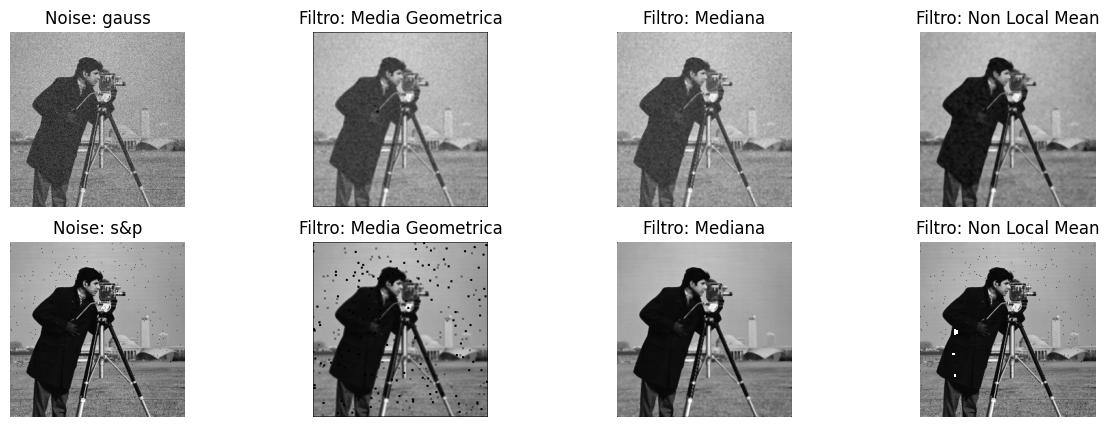 Noise: gauss
Filtro: Media Geometrica
Filtro: Mediana
Filtro: Non Local Mean
Noise: s&p
Filtro: Media Geometrica
Filtro: Mediana
Filtro: Non Local Mean